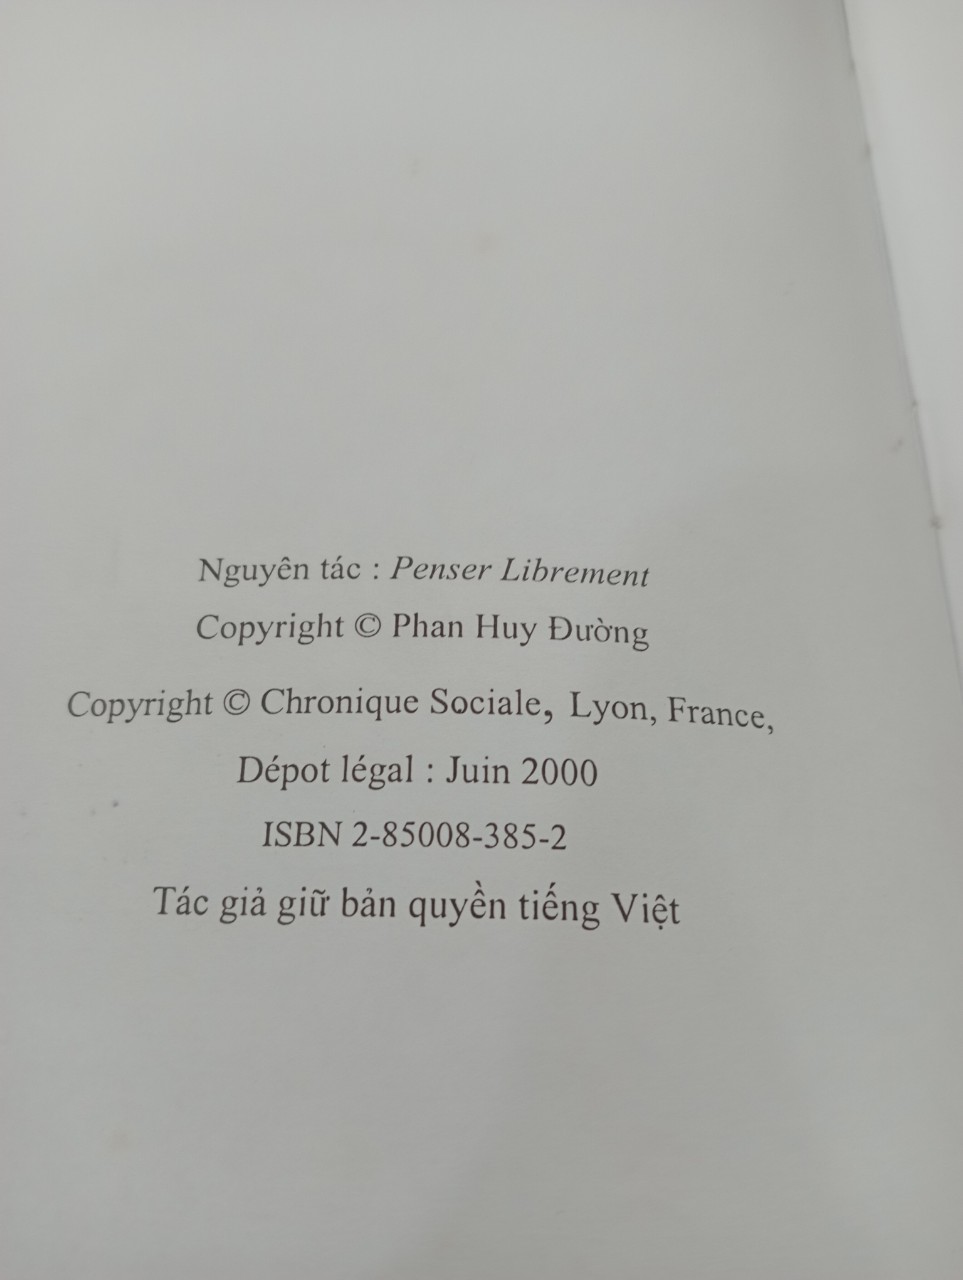 Nguyên tác : Penser Librement
Copyright © Phan Huy Đường
Copyright © Chronique Sociale, Lyon, France,
Dépot légal : Juin 2000
ISBN 2-85008-385-2
Tác giả giữ bản quyền tiếng Việt